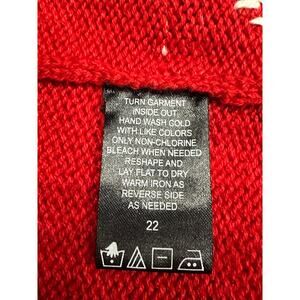 TURN GARMENT
INSIDE OUT
HAND WASH COLD
WITH LIKE COLORS
ONLY NON-CHLORINE
BLEACH WHEN NEEDED
RESHAPE AND
LAY FLAT TO DRY
WARM IRON AS
REVERSE SIDE
AS NEEDED
22